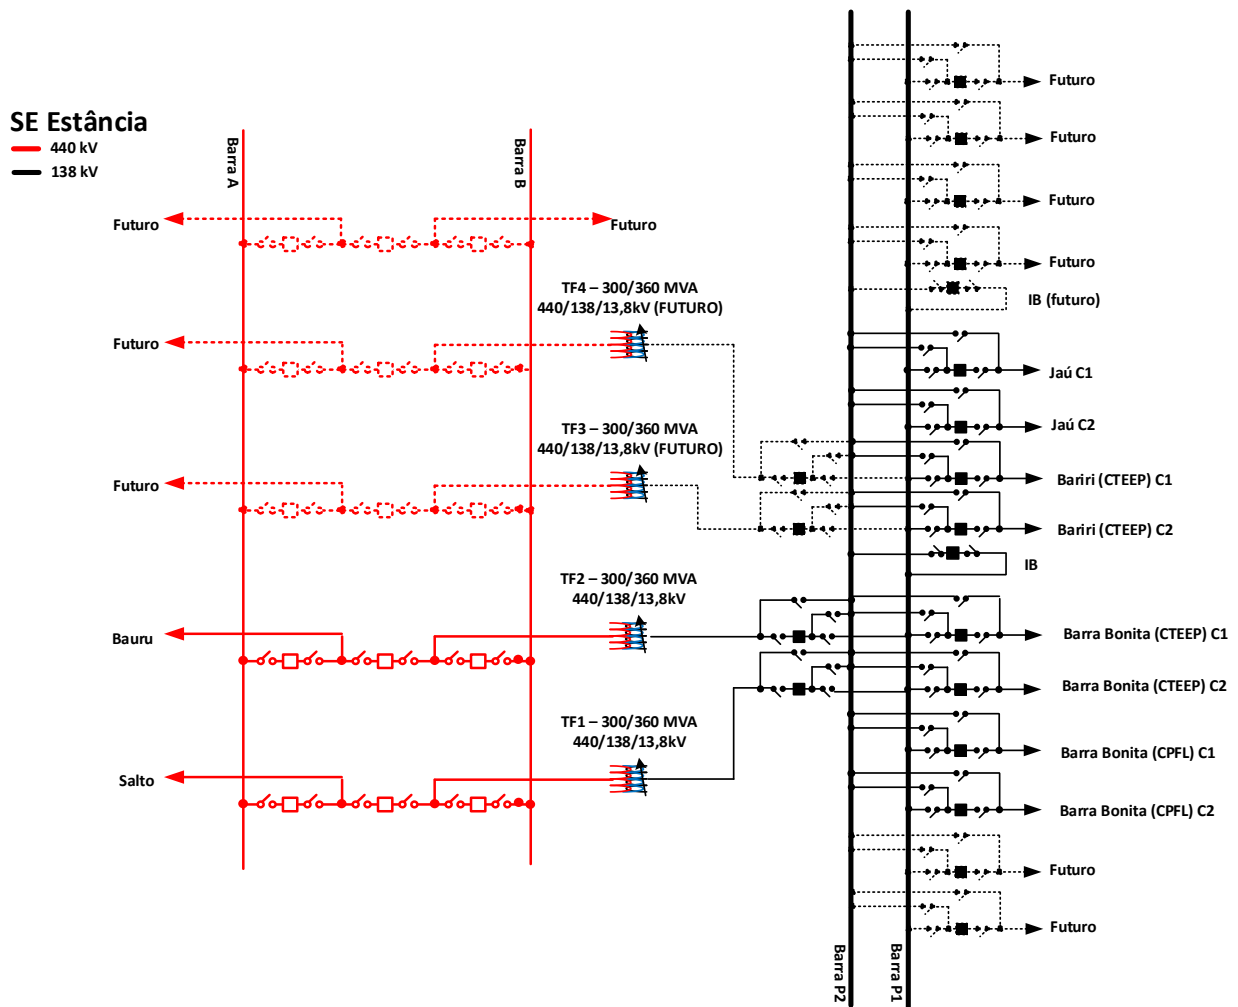 SE Estância
440 kV
138 kV
Barra A
Barra B
Futuro
Futuro
TF4 – 300/360 MVA
440/138/13,8kV (FUTURO)
Futuro
TF3 – 300/360 MVA
440/138/13,8kV (FUTURO)
Futuro
TF2 – 300/360 MVA
440/138/13,8kV
Bauru
TF1 – 300/360 MVA
440/138/13,8kV
Salto
Futuro
Futuro
Futuro
Futuro
IB (futuro)
Jaú C1
Jaú C2
Bariri (CTEEP) C1
Bariri (CTEEP) C2
IB
Barra Bonita (CTEEP) C1
Barra Bonita (CTEEP) C2
Barra Bonita (CPFL) C1
Barra Bonita (CPFL) C2
Futuro
Futuro
Barra P2
Barra P1